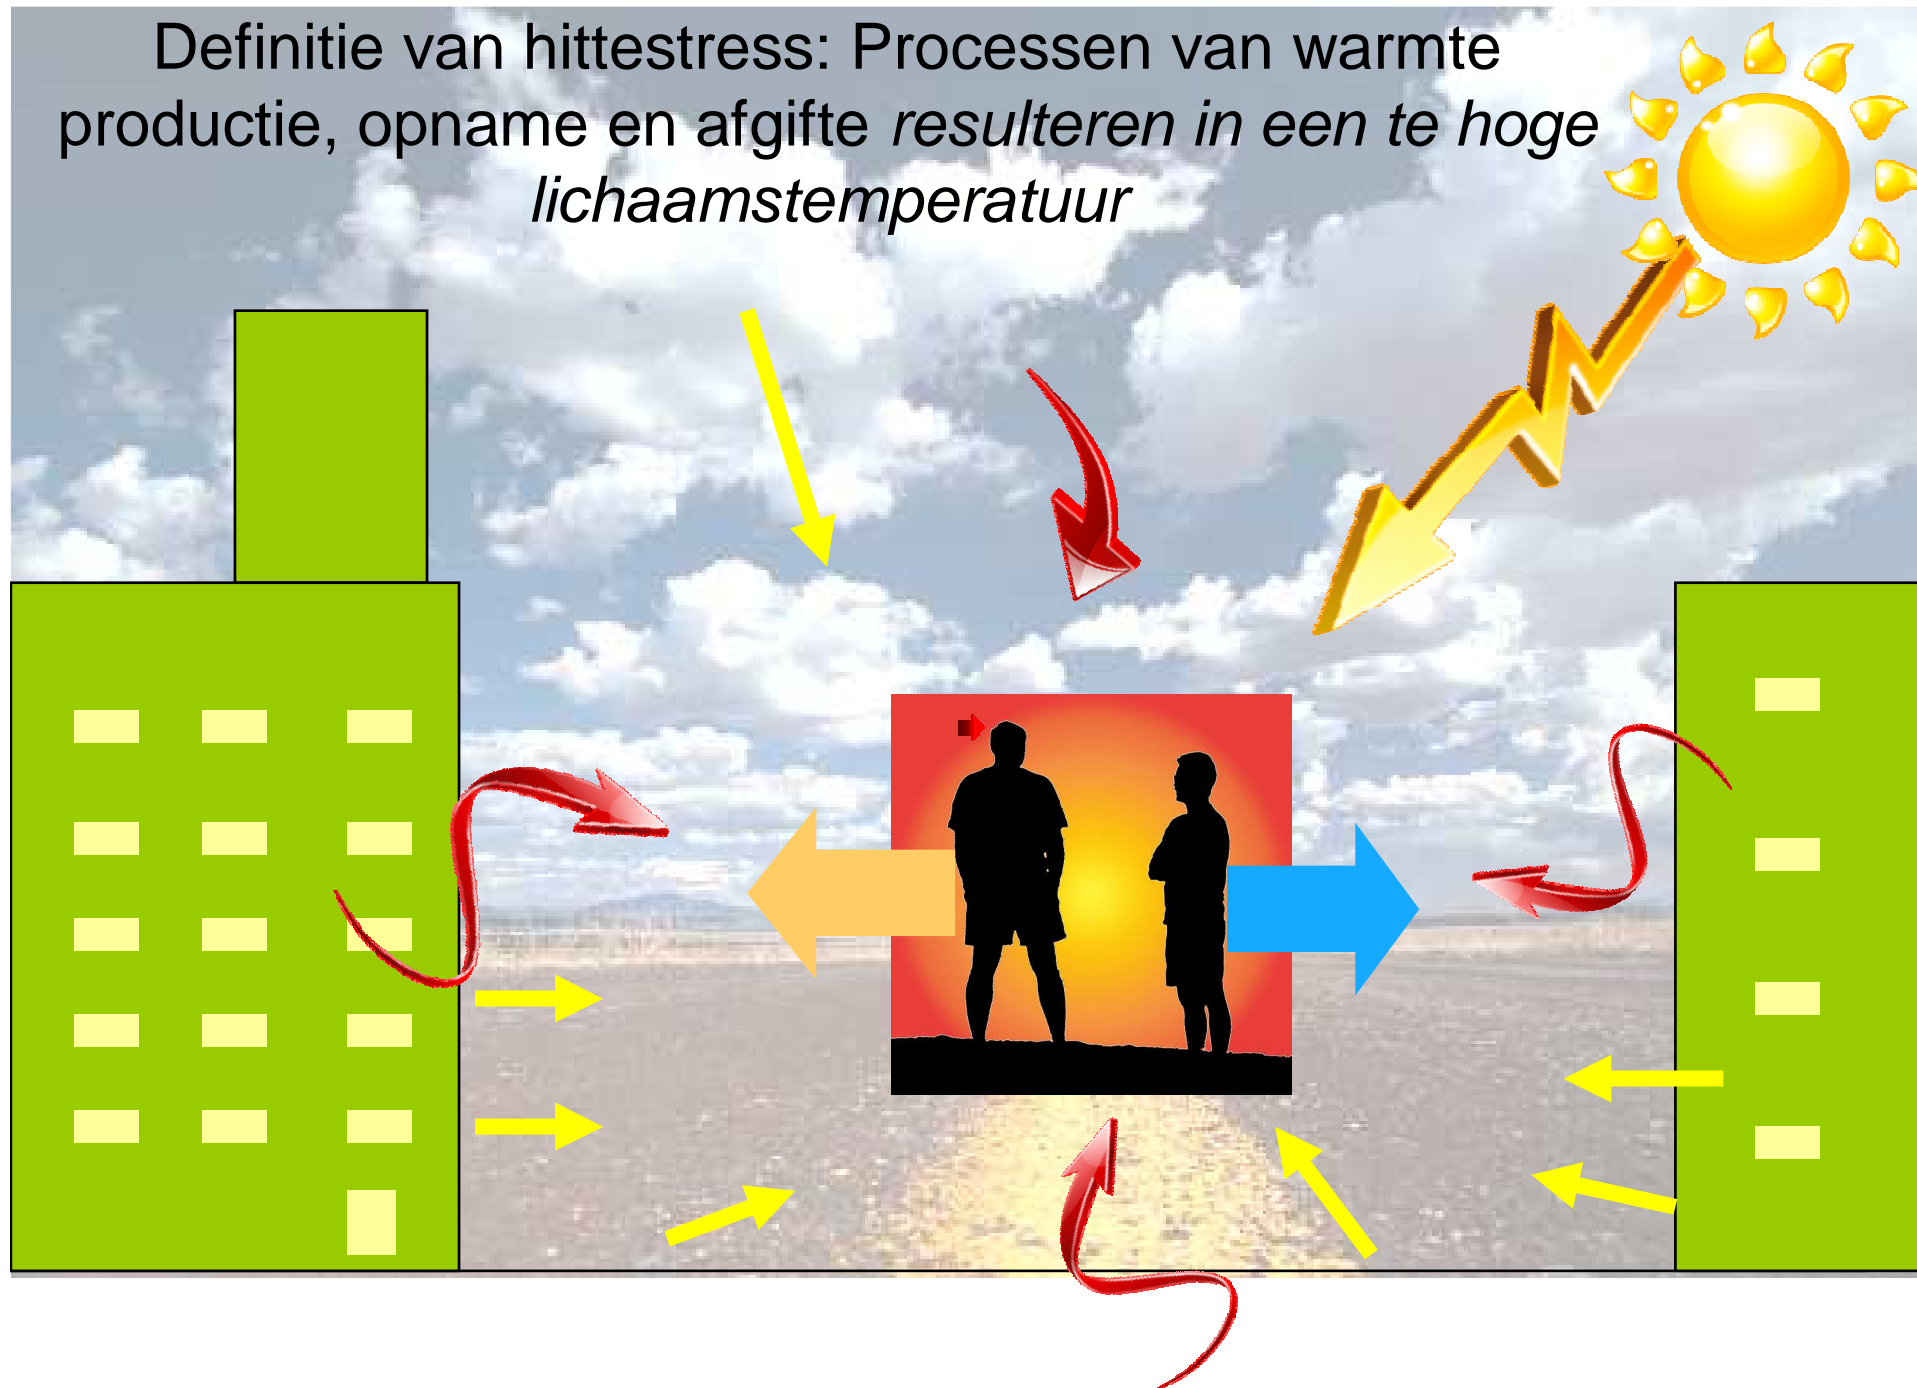 Definitie van hittestress: Processen van warmte
productie, opname en afgifte resulteren in een te hoge
lichaamstemperatuur